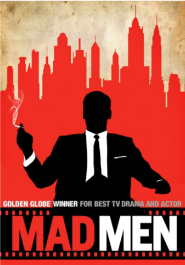 GOLDEN GLOBE WINNER FOR BEST TV DRAMA AND ACTOR
MAD MEN